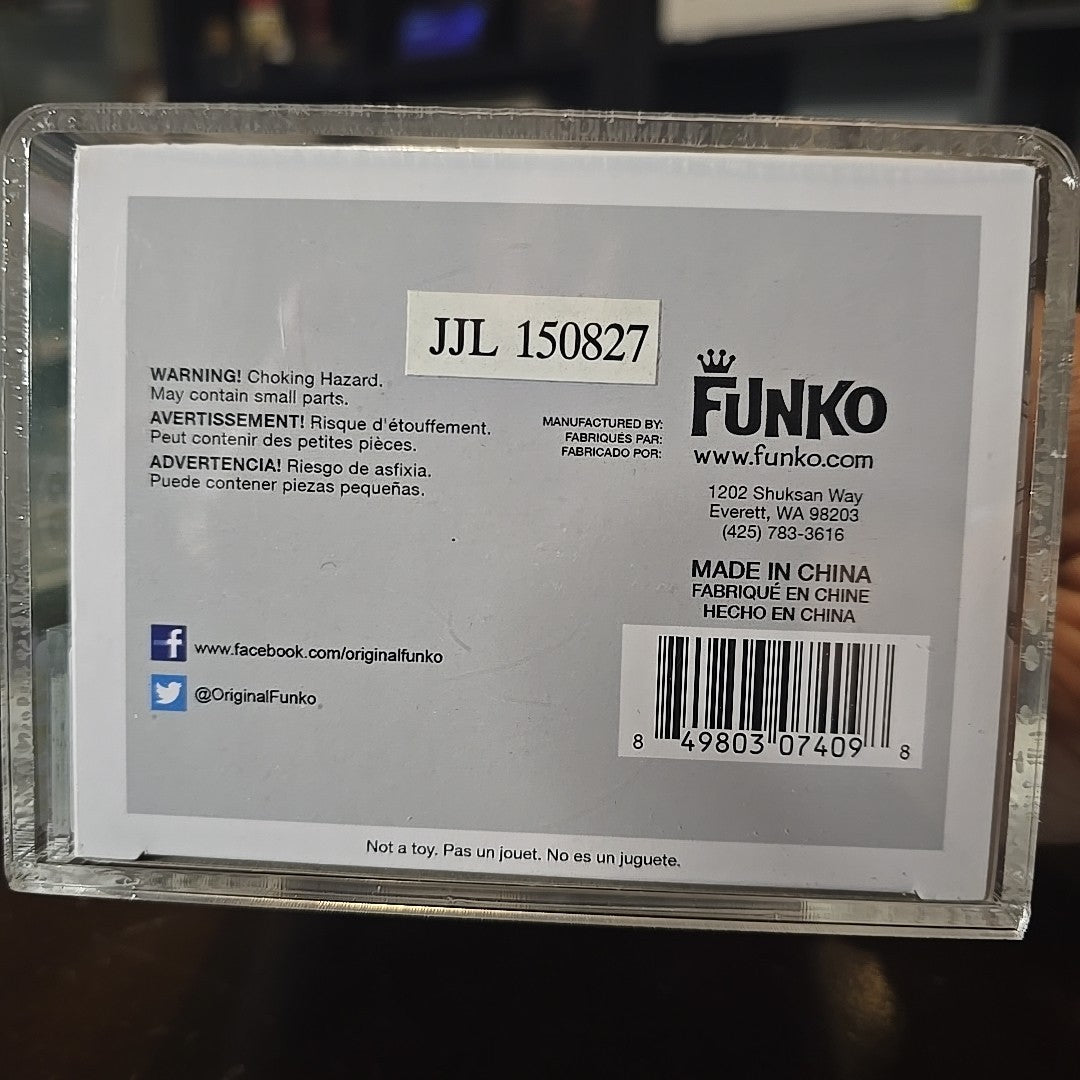 JJL 150827
WARNING! Choking Hazard.
May contain small parts.
AVERTISSEMENT! Risque d'étouffement.
Peut contenir des petites pièces.
ADVERTENCIA! Riesgo de asfixia.
Puede contener piezas pequeñas.
MANUFACTURED BY:
FABRIQUÉS PAR:
FABRICADO POR:
FUNKO
www.funko.com
1202 Shuksan Way
Everett, WA 98203
(425) 783-3616
MADE IN CHINA
FABRIQUÉ EN CHINE
HECHO EN CHINA
f www.facebook.com/originalfunko
@OriginalFunko
8 49803 07409 8
Not a toy. Pas un jouet. No es un juguete.